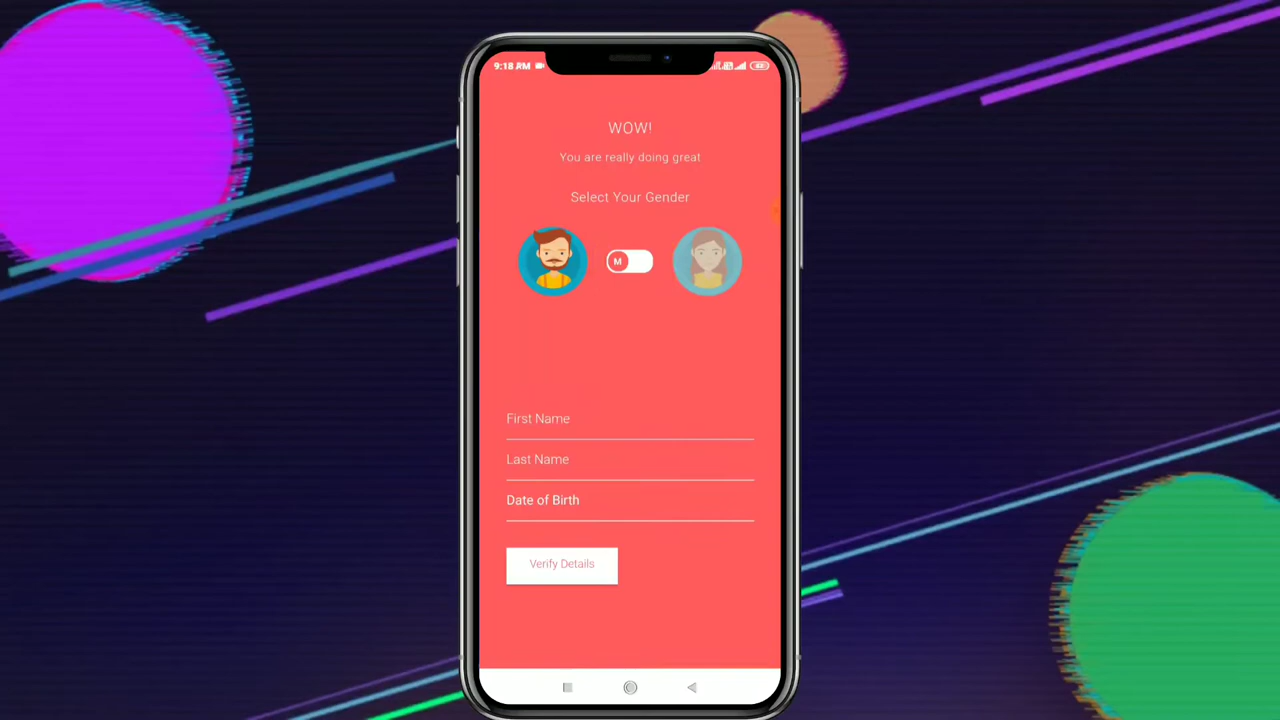 9:18 AM
WOW!
You are really doing great
Select Your Gender
M
First Name
Last Name
Date of Birth
Verify Details